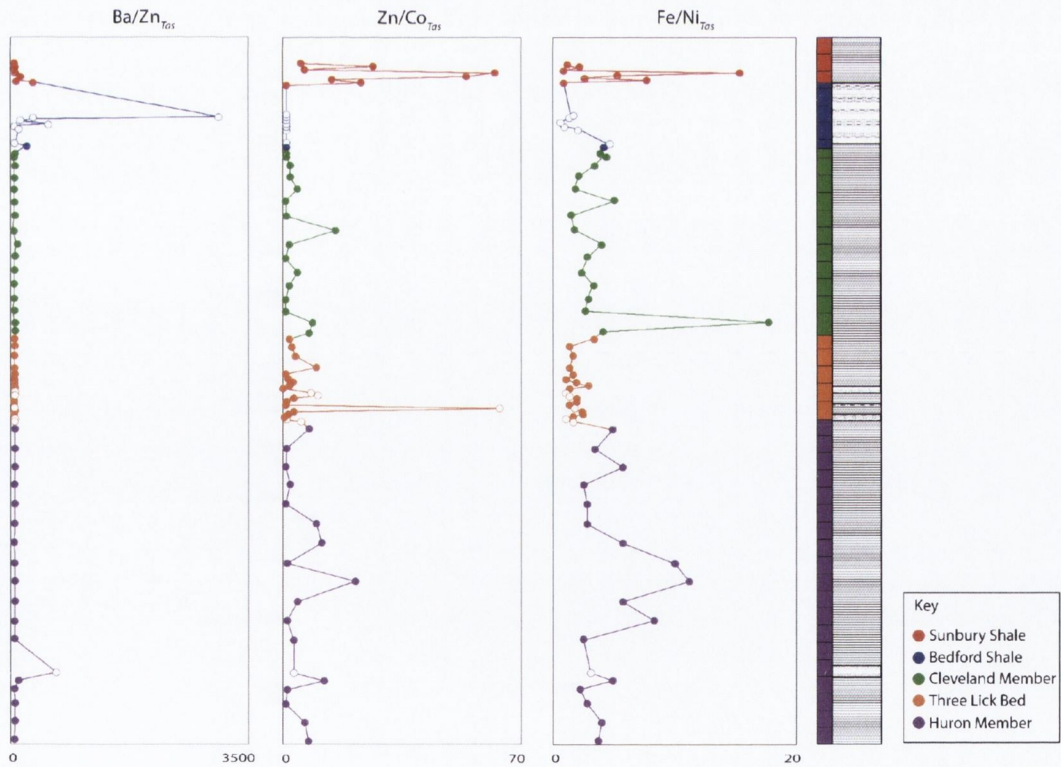 Ba/Zn_Tas
Zn/Co_Tas
Fe/Ni_Tas
0
3500
0
70
0
20
Key
Sunbury Shale
Bedford Shale
Cleveland Member
Three Lick Bed
Huron Member